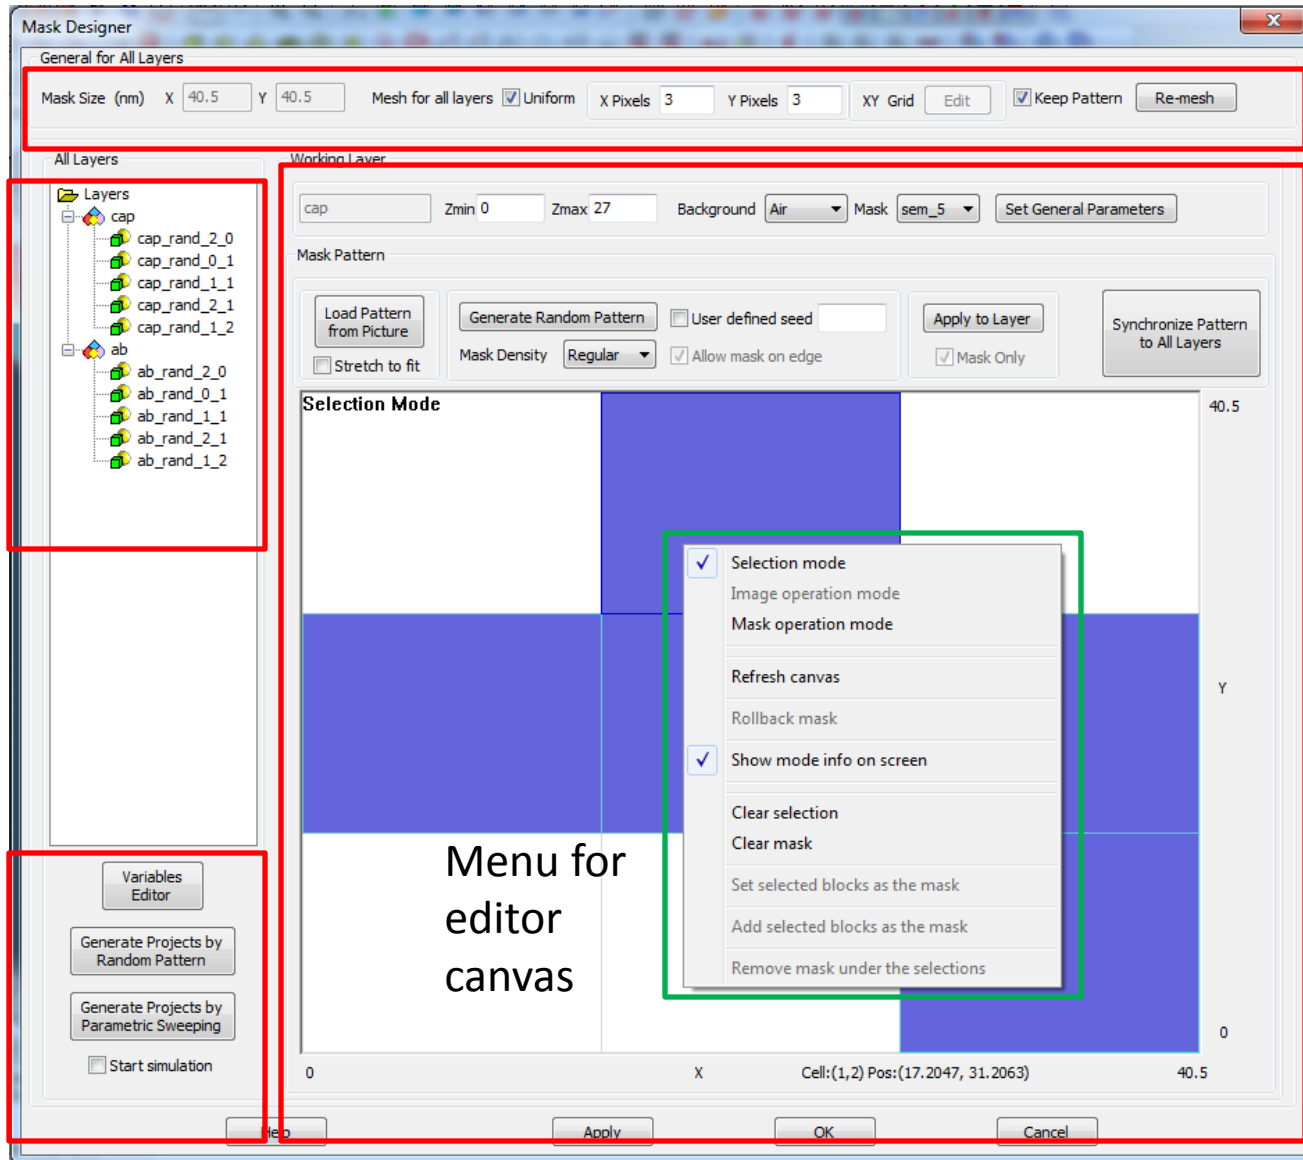 Mask Designer
General for All Layers
Mask Size (nm) X 40.5 Y 40.5 Mesh for all layers Uniform X Pixels 3 Y Pixels 3 XY Grid Edit Keep Pattern Re-mesh
All Layers
Layers
cap
cap_rand_2_0
cap_rand_0_1
cap_rand_1_1
cap_rand_2_1
cap_rand_1_2
ab
ab_rand_2_0
ab_rand_0_1
ab_rand_1_1
ab_rand_2_1
ab_rand_1_2
Variables
Editor
Generate Projects by
Random Pattern
Generate Projects by
Parametric Sweeping
Start simulation
Working Layer
cap Zmin 0 Zmax 27 Background Air Mask sem_5 Set General Parameters
Mask Pattern
Load Pattern
from Picture
Stretch to fit
Generate Random Pattern User defined seed
Mask Density Regular Allow mask on edge
Apply to Layer
Mask Only
Synchronize Pattern
to All Layers
Selection Mode
40.5
Y
0
Selection mode
Image operation mode
Mask operation mode
Refresh canvas
Rollback mask
Show mode info on screen
Clear selection
Clear mask
Set selected blocks as the mask
Add selected blocks as the mask
Remove mask under the selections
Menu for
editor
canvas
0 X Cell:(1,2) Pos:(17.2047, 31.2063) 40.5
Help Apply OK Cancel